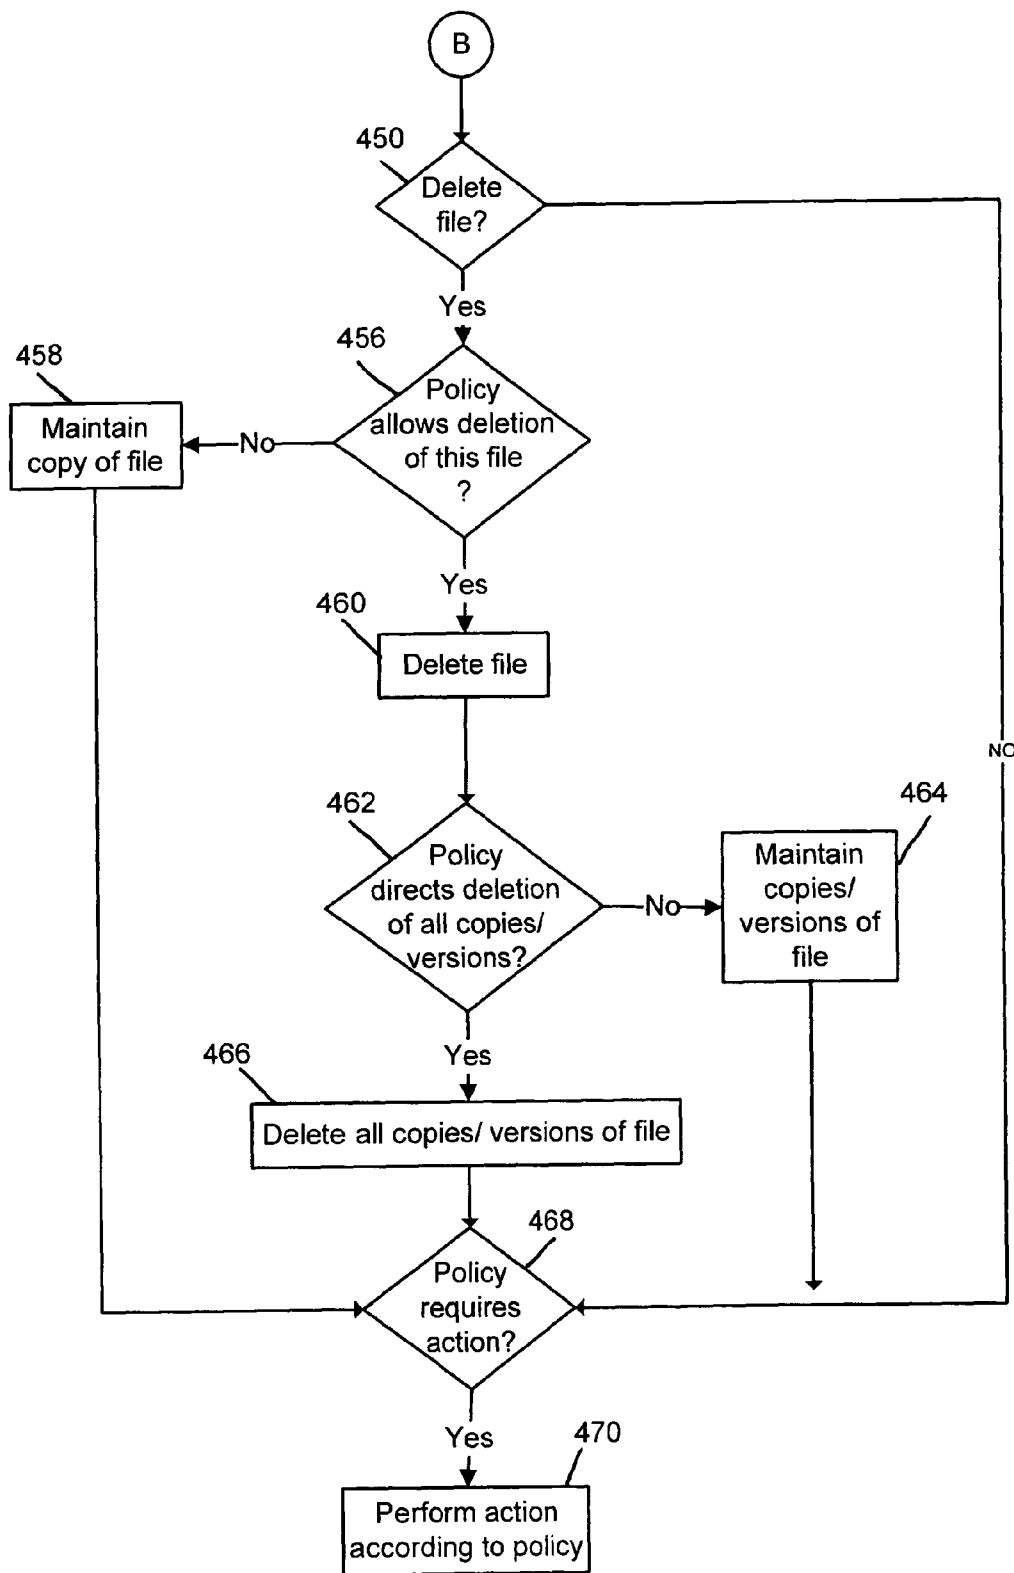 B
450
Delete
file?
Yes
456
458
Policy
allows deletion
of this file
?
Maintain
copy of file
No
Yes
460
Delete file
NO
462
464
Policy
directs deletion
of all copies/
versions?
No
Maintain
copies/
versions of
file
Yes
466
Delete all copies/ versions of file
468
Policy
requires
action?
Yes
470
Perform action
according to policy